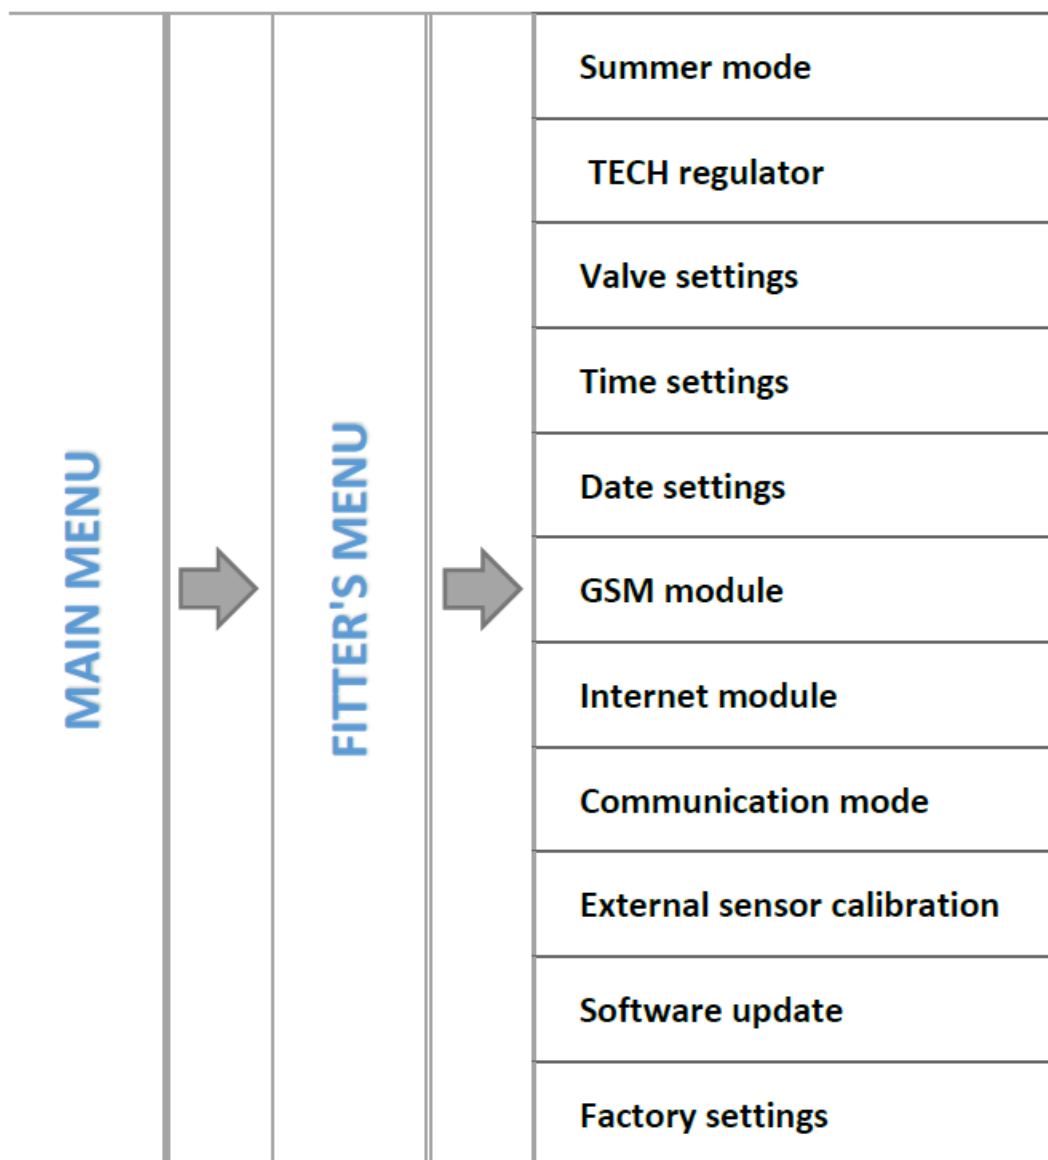 MAIN MENU
FITTER'S MENU
Summer mode
TECH regulator
Valve settings
Time settings
Date settings
GSM module
Internet module
Communication mode
External sensor calibration
Software update
Factory settings